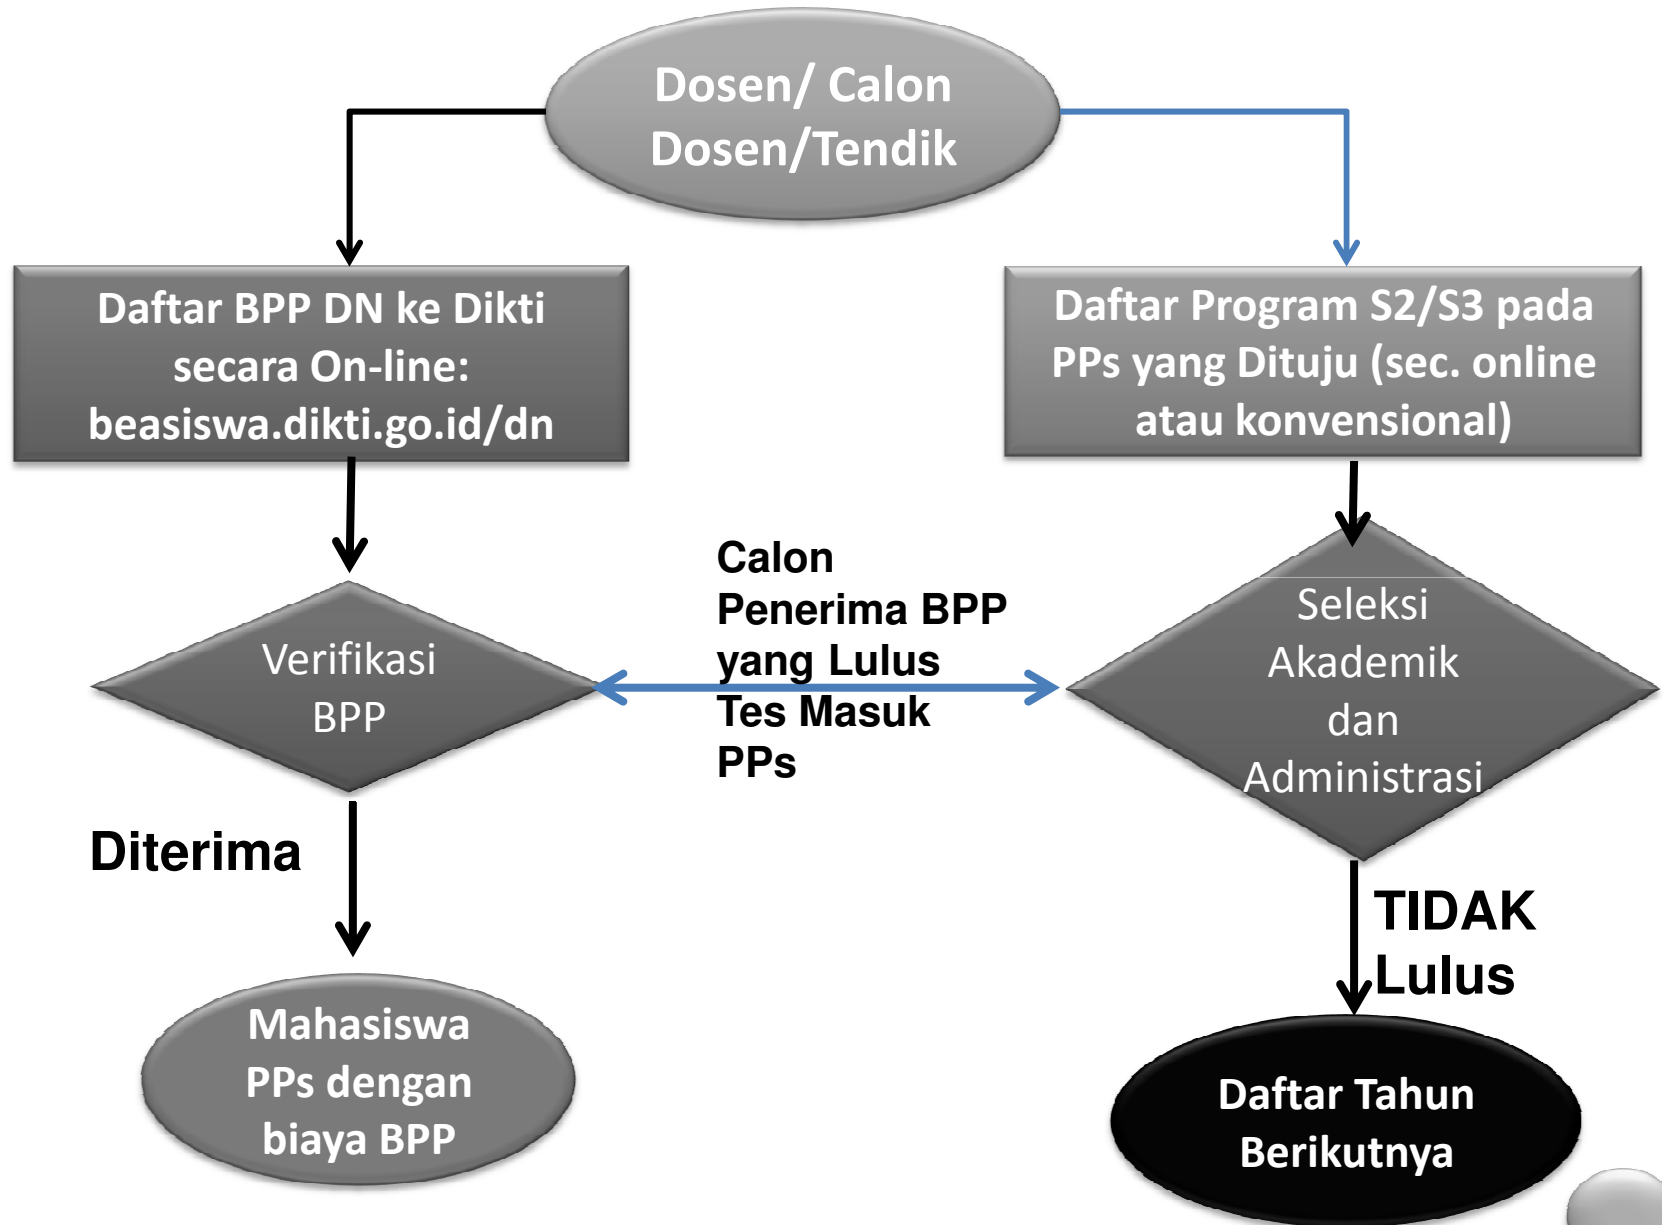 Dosen/ Calon
Dosen/Tendik
Daftar BPP DN ke Dikti
secara On-line:
beasiswa.dikti.go.id/dn
Daftar Program S2/S3 pada
PPs yang Dituju (sec. online
atau konvensional)
Verifikasi
BPP
Calon
Penerima BPP
yang Lulus
Tes Masuk
PPs
Seleksi
Akademik
dan
Administrasi
Diterima
TIDAK
Lulus
Mahasiswa
PPs dengan
biaya BPP
Daftar Tahun
Berikutnya